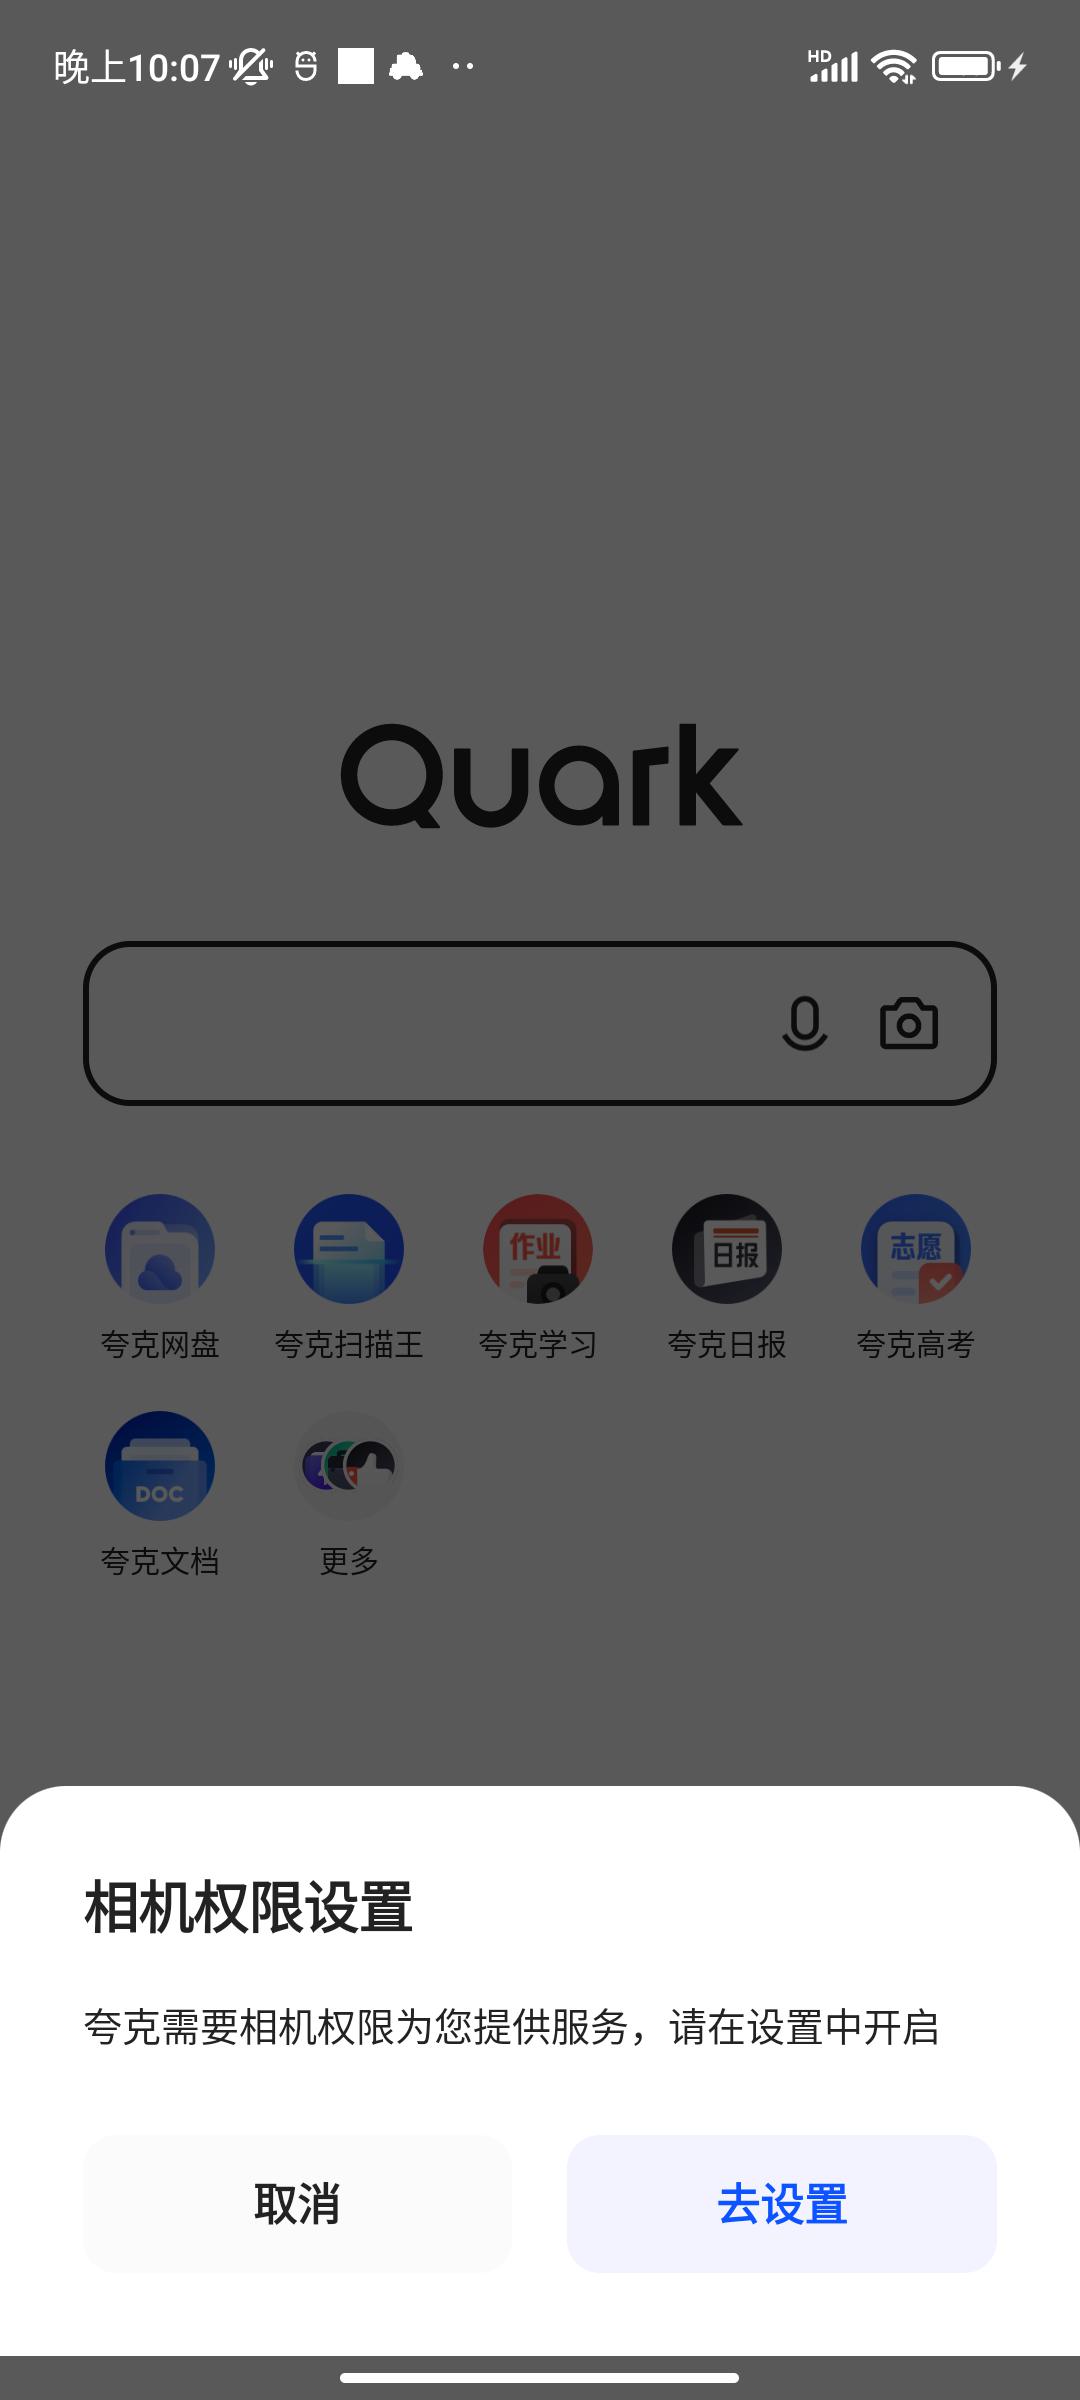 晚上10:07
HD
Quark
作业
日报
志愿
夸克网盘
夸克扫描王
夸克学习
夸克日报
夸克高考
DOC
夸克文档
更多
相机权限设置
夸克需要相机权限为您提供服务，请在设置中开启
取消
去设置